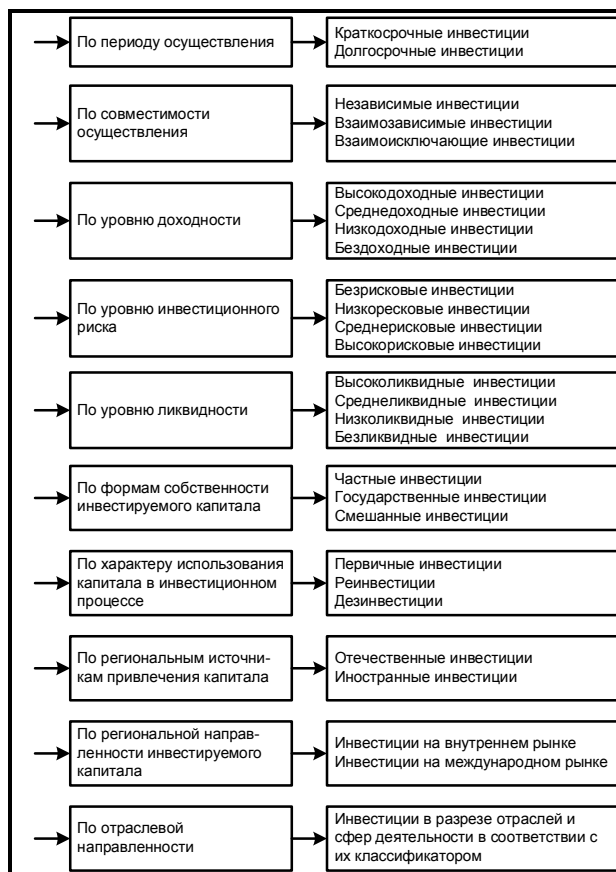 По периоду осуществления
Краткосрочные инвестиции
Долгосрочные инвестиции
По совместимости
осуществления
Независимые инвестиции
Взаимозависимые инвестиции
Взаимоисключающие инвестиции
По уровню доходности
Высокодоходные инвестиции
Среднедоходные инвестиции
Низкодоходные инвестиции
Бездоходные инвестиции
По уровню инвестиционного
риска
Безрисковые инвестиции
Низкоресковые инвестиции
Среднерисковые инвестиции
Высокорисковые инвестиции
По уровню ликвидности
Высоколиквидные инвестиции
Среднеликвидные инвестиции
Низколиквидные инвестиции
Безликвидные инвестиции
По формам собственности
инвестируемого капитала
Частные инвестиции
Государственные инвестиции
Смешанные инвестиции
По характеру использования
капитала в инвестиционном
процессе
Первичные инвестиции
Реинвестиции
Дезинвестиции
По региональным источни-
кам привлечения капитала
Отечественные инвестиции
Иностранные инвестиции
По региональной направ-
ленности инвестируемого
капитала
Инвестиции на внутреннем рынке
Инвестиции на международном рынке
По отраслевой
направленности
Инвестиции в разрезе отраслей и
сфер деятельности в соответствии с
их классификатором